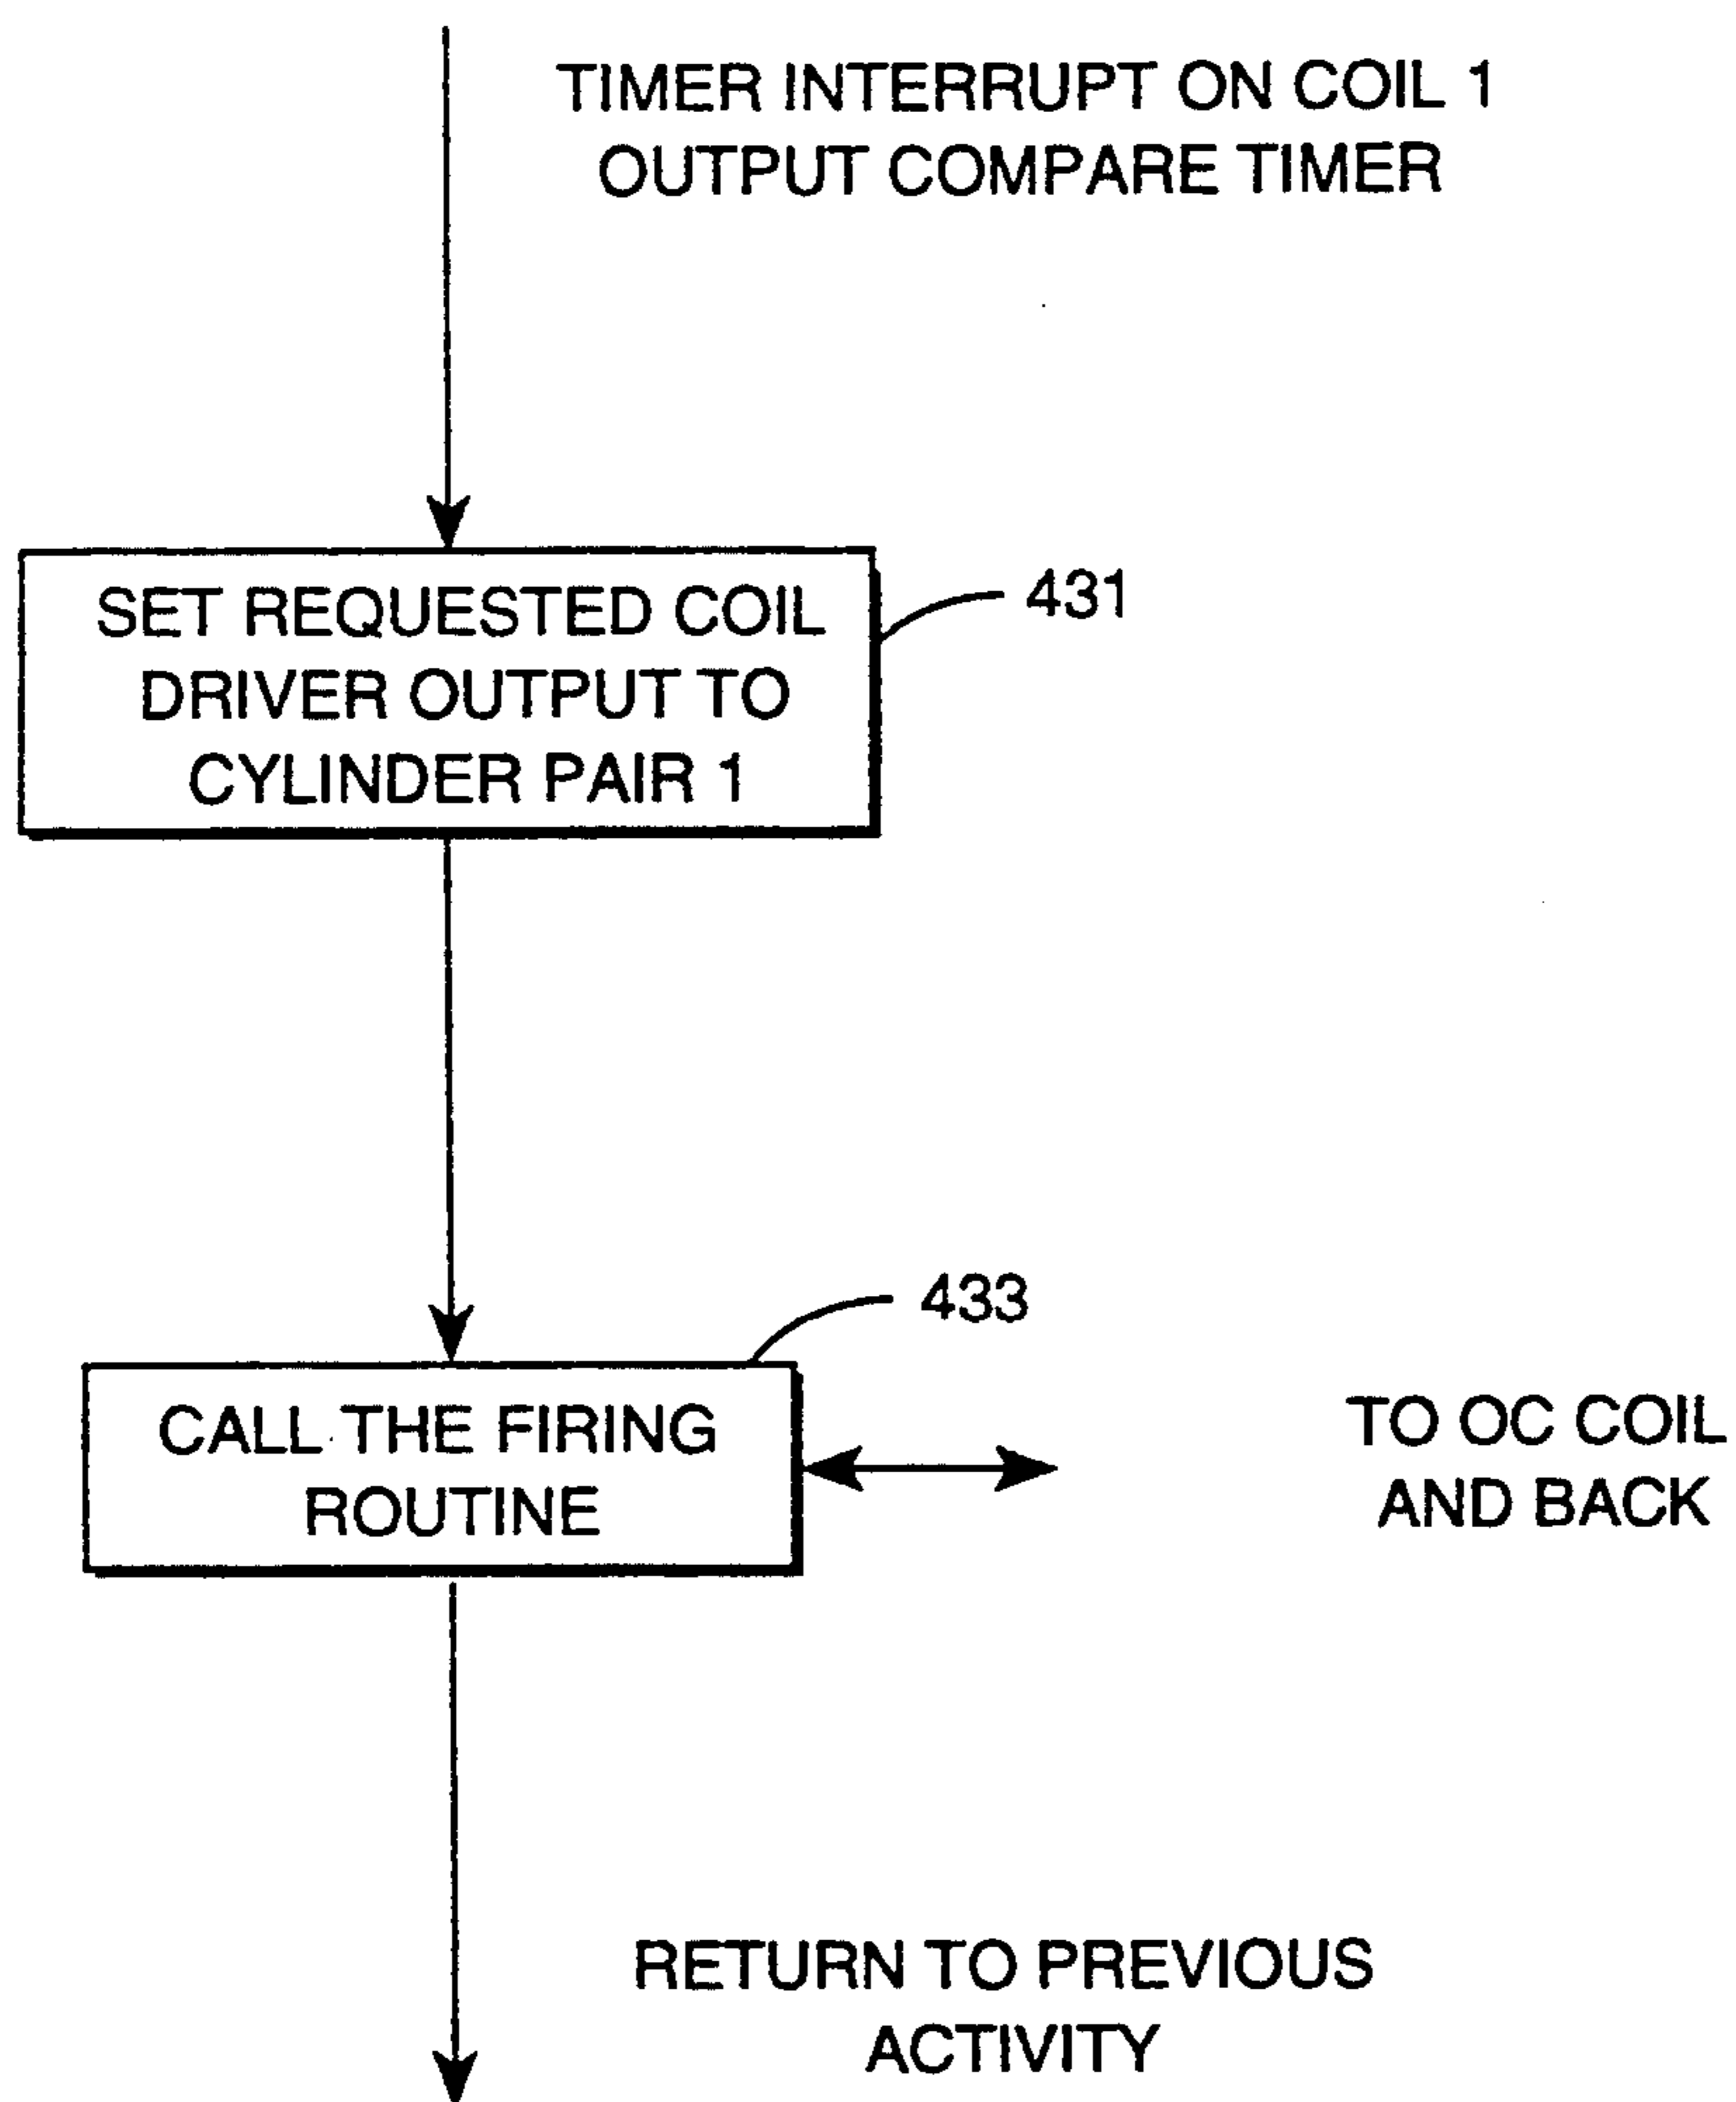 TIMER INTERRUPT ON COIL 1
OUTPUT COMPARE TIMER
SET REQUESTED COIL
DRIVER OUTPUT TO
CYLINDER PAIR 1
431
433
CALL THE FIRING
ROUTINE
TO OC COIL
AND BACK
RETURN TO PREVIOUS
ACTIVITY